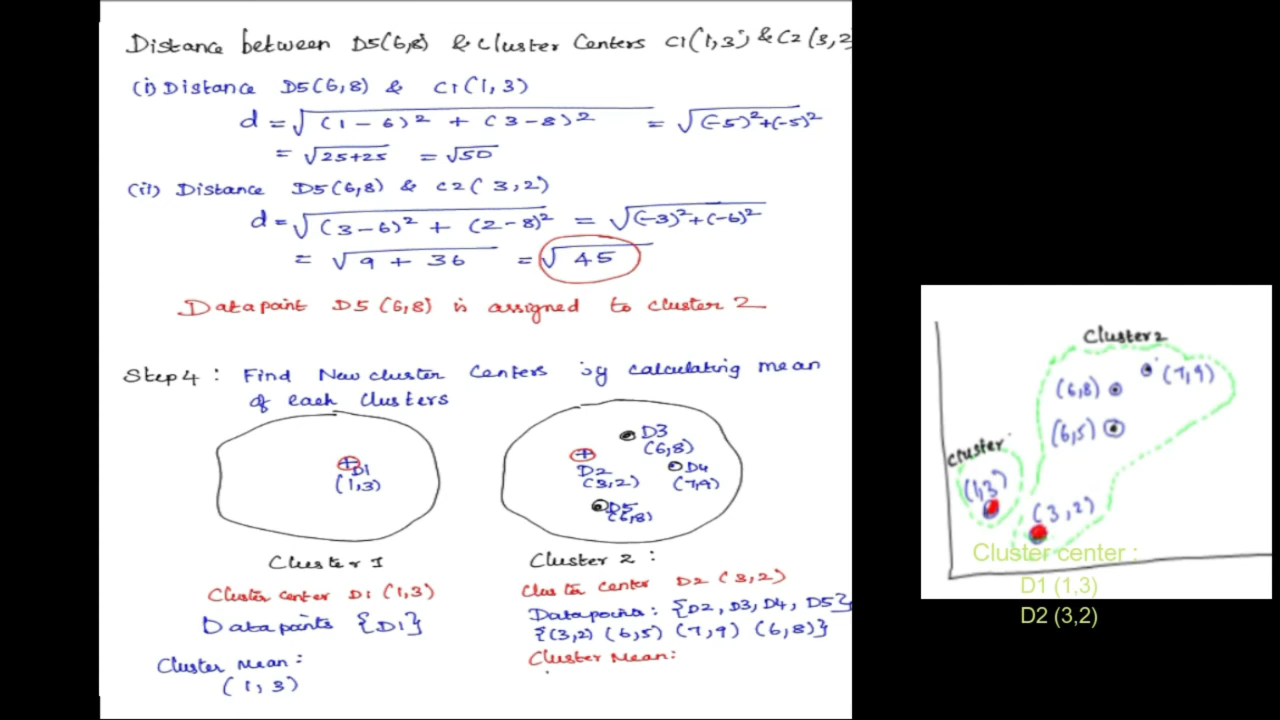 Distance between D5(6,8) & Cluster Centers C1(1,3) & C2(3,2
(i) Distance D5(6,8) & C1(1,3)
d = √(1-6)² + (3-8)² = √(-5)²+(-5)²
= √25+25 = √50
(ii) Distance D5(6,8) & C2(3,2)
d = √(3-6)² + (2-8)² = √(-3)²+(-6)²
= √9 + 36 = √45
Datapoint D5(6,8) is assigned to cluster 2
Step 4: Find New cluster Centers by calculating mean
of each clusters
D1
(1,3)
D3
(6,8)
D2
(3,2)
D4
(7,9)
D5
(6,8)
Cluster 1
Cluster center D1(1,3)
Datapoints {D1}
Cluster mean:
(1,3)
Cluster 2:
Cluster center D2(3,2)
Datapoints: {D2, D3, D4, D5}
{(3,2) (6,5) (7,9) (6,8)}
Cluster Mean:
Cluster 2
(6,8)
(7,9)
(6,5)
cluster
(1,3)
(3,2)
Cluster center :
D1 (1,3)
D2 (3,2)